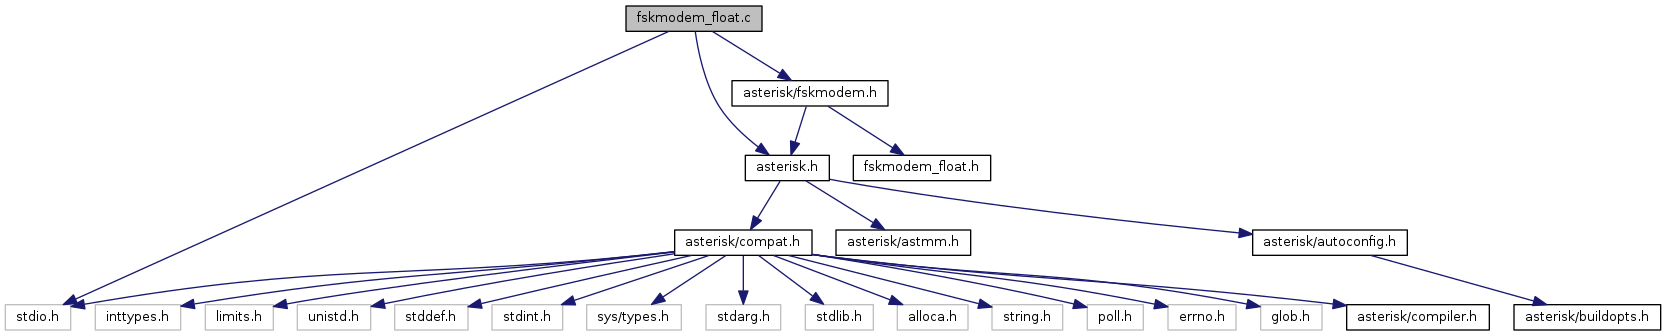 fskmodem_float.c
asterisk/fskmodem.h
asterisk.h
fskmodem_float.h
asterisk/compat.h
asterisk/astmm.h
asterisk/autoconfig.h
stdio.h
inttypes.h
limits.h
unistd.h
stddef.h
stdint.h
sys/types.h
stdarg.h
stdlib.h
alloca.h
string.h
poll.h
errno.h
glob.h
asterisk/compiler.h
asterisk/buildopts.h